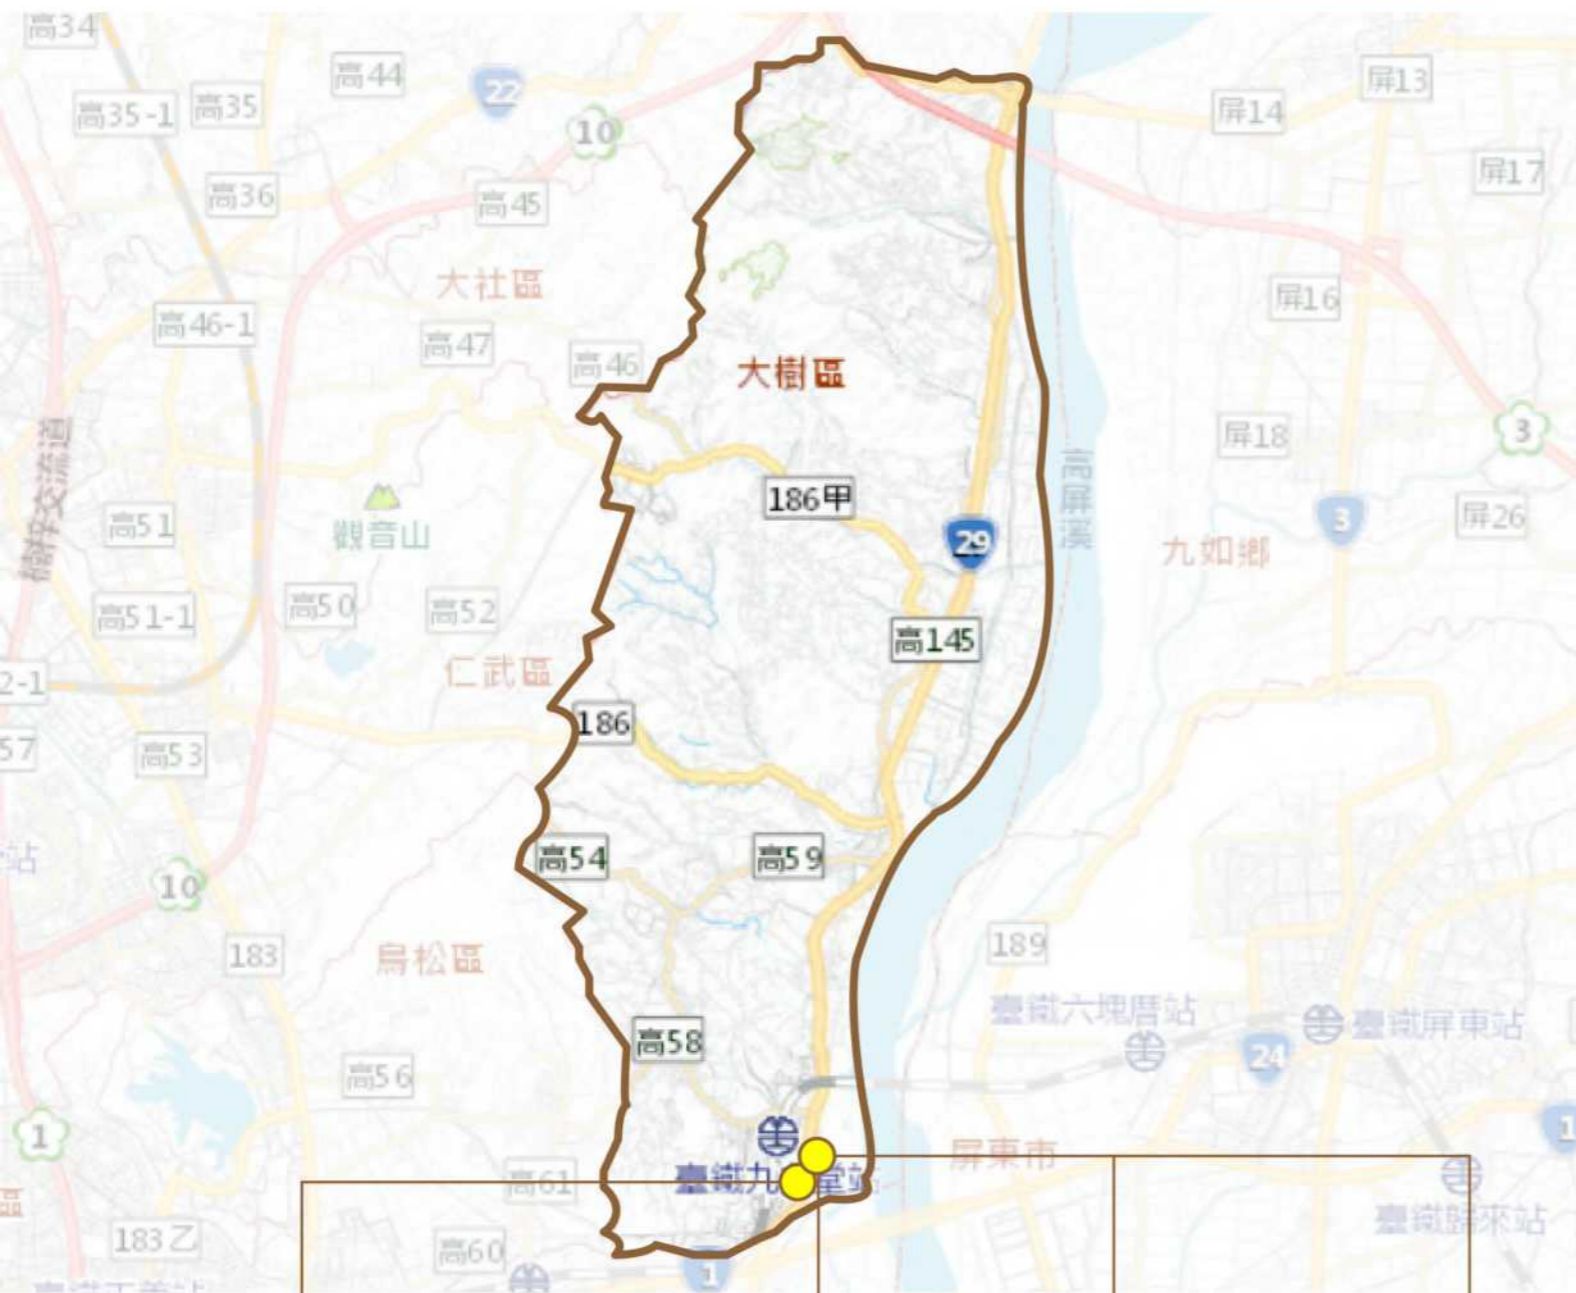 高34
高44
22
屏13
高35-1
高35
屏14
10
屏17
高36
高45
大社區
屏16
高46-1
高47
高46
大樹區
3
屏18
楠梓交流道
高屏溪
186甲
屏26
3
高51
觀音山
29
九如鄉
高50
高52
高51-1
高145
仁武區
2-1
186
57
高53
高54
高59
站
10
183
鳥松區
189
臺鐵六塊厝站
臺鐵屏東站
高58
24
高56
1
1
屏東市
高61
臺鐵九
堂站
區
臺鐵歸來站
183乙
高60
1